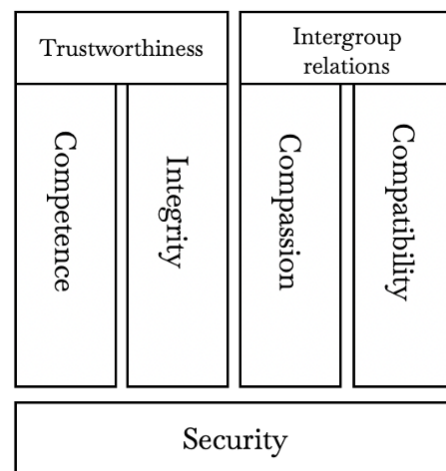 Trustworthiness
Intergroup
relations
Competence
Integrity
Compassion
Compatibility
Security